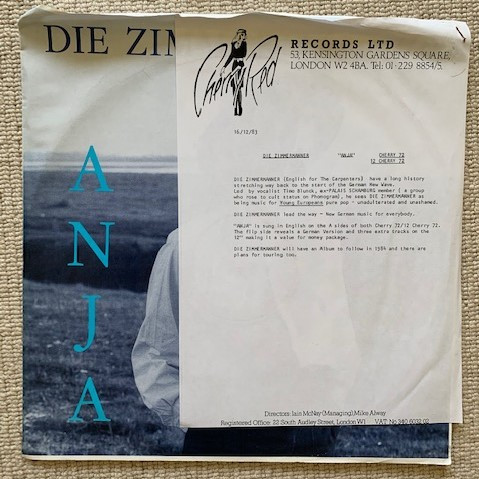 DIE ZIM
ANJA
Cherry Red
RECORDS LTD
53, KENSINGTON GARDENS SQUARE,
LONDON W2 4BA. Tel: 01-229 8854/5.
16/12/83
DIE ZIMMERMANNER "ANJA" CHERRY 72
12 CHERRY 72
DIE ZIMMERMANNER (English for The Carpenters) have a long history
stretching way back to the start of the German New Wave.
Led by vocalist Timo Blunck, ex-PALAIS SCHAMBURG member ( a group
who rose to cult status on Phonogram), he sees DIE ZIMMERMANNER as
being music for Young Europeans pure pop - unadulterated and unashamed.
DIE ZIMMERMANNER lead the way - New German music for everybody.
"ANJA" is sung in English on the A sides of both Cherry 72/12 Cherry 72.
The flip side reveals a German Version and three extra tracks on the
12" making it a value for money package.
DIE ZIMMERMANNER will have an Album to follow in 1984 and there are
plans for touring too.
Directors: Iain McNay (Managing) Mike Alway
Registered Office: 22 South Audley Street, London W1 VAT No 340 6032 02